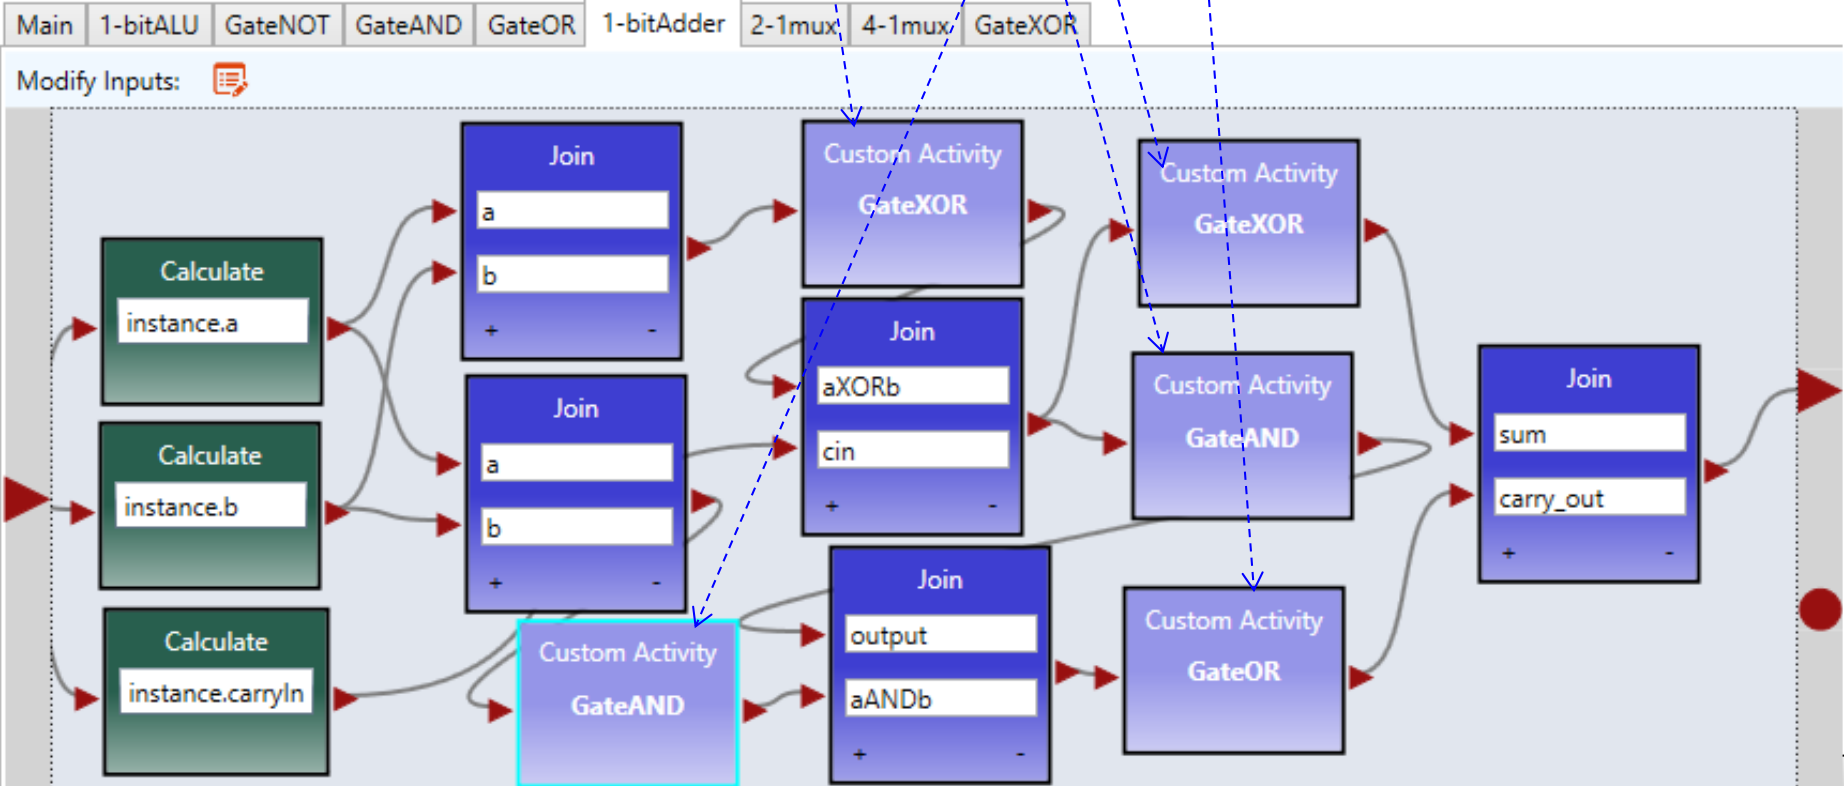 Main 1-bitALU GateNOT GateAND GateOR 1-bitAdder 2-1mux 4-1mux GateXOR
Modify Inputs:
Calculate
instance.a
Calculate
instance.b
Calculate
instance.carryIn
Join
a
b
+ -
Join
a
b
+ -
Custom Activity
GateAND
Custom Activity
GateXOR
Join
aXORb
cin
+ -
Join
output
aANDb
+ -
Custom Activity
GateXOR
Custom Activity
GateAND
Custom Activity
GateOR
Join
sum
carry_out
+ -